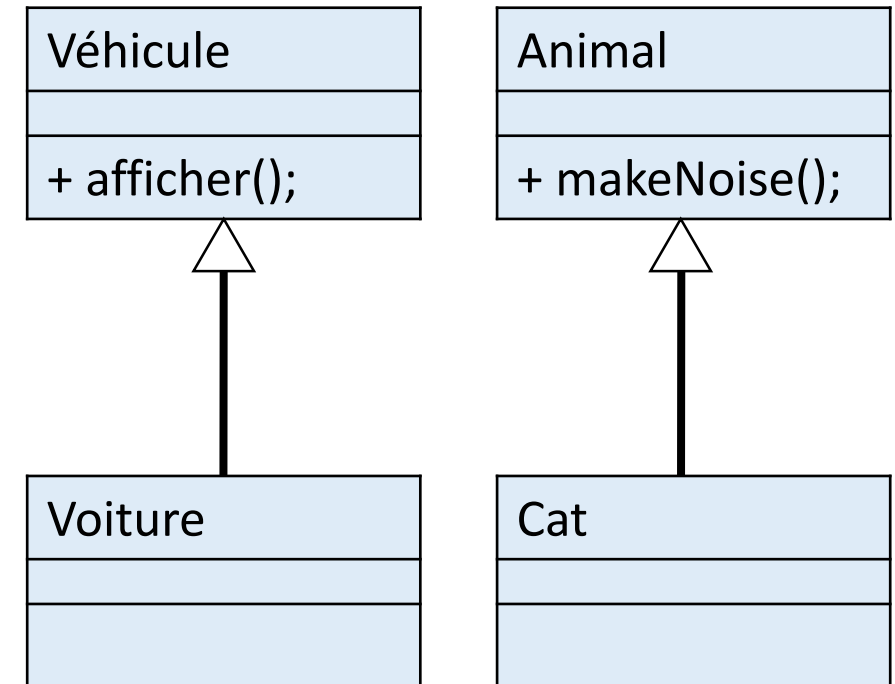 Véhicule
+ afficher();
Voiture
Animal
+ makeNoise();
Cat